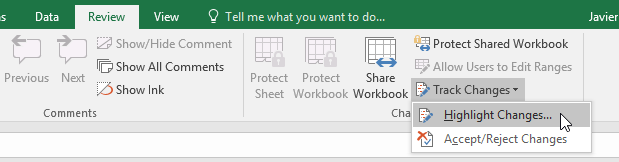 ns Data Review View Tell me what you want to do... Javier
Previous
Next
Show/Hide Comment
Show All Comments
Show Ink
Comments
Protect Sheet
Protect Workbook
Share Workbook
Protect Shared Workbook
Allow Users to Edit Ranges
Track Changes
Cha
Highlight Changes...
Accept/Reject Changes